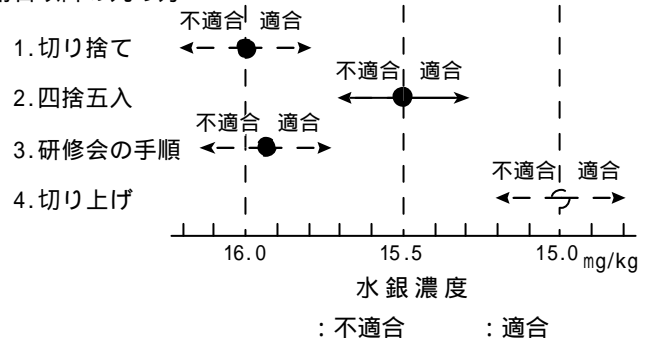 不適合 適合
1.切り捨て
不適合 適合
2.四捨五入
不適合 適合
3.研修会の手順
不適合 適合
4.切り上げ
16.0 15.5 15.0 mg/kg
水銀濃度
:不適合 :適合